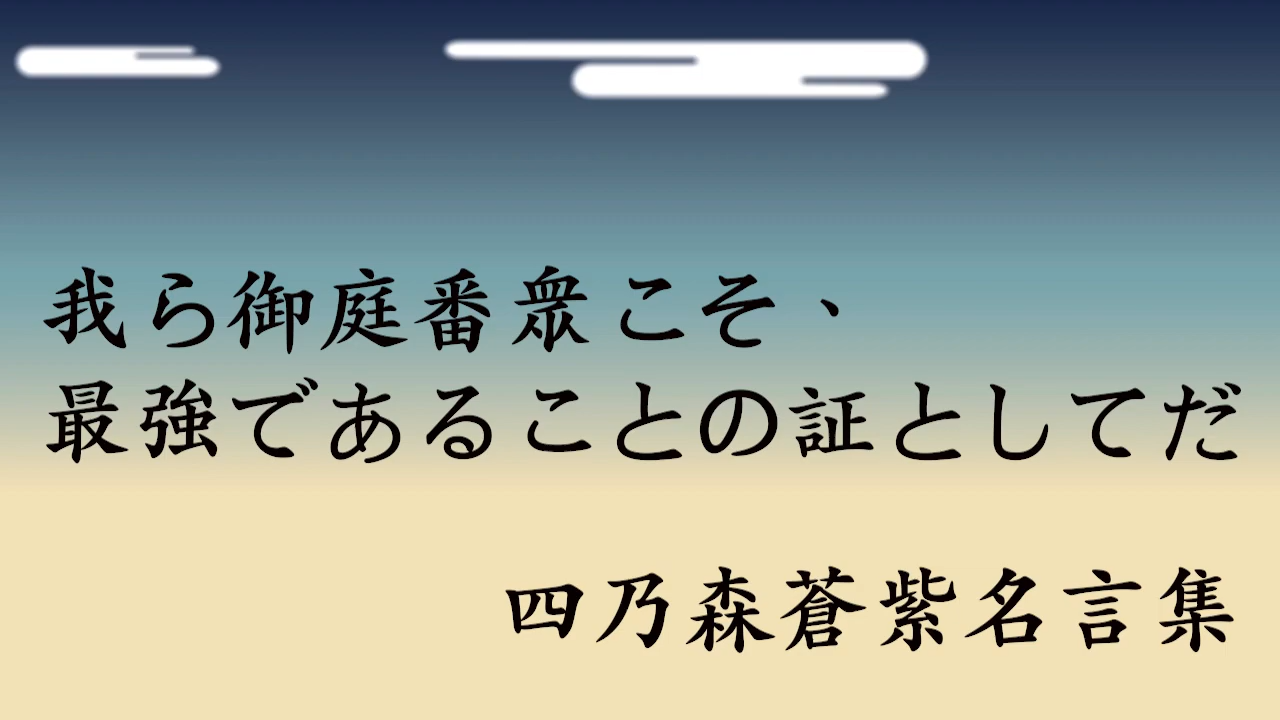 我ら御庭番衆こそ、
最強であることの証としてだ
四乃森蒼紫名言集